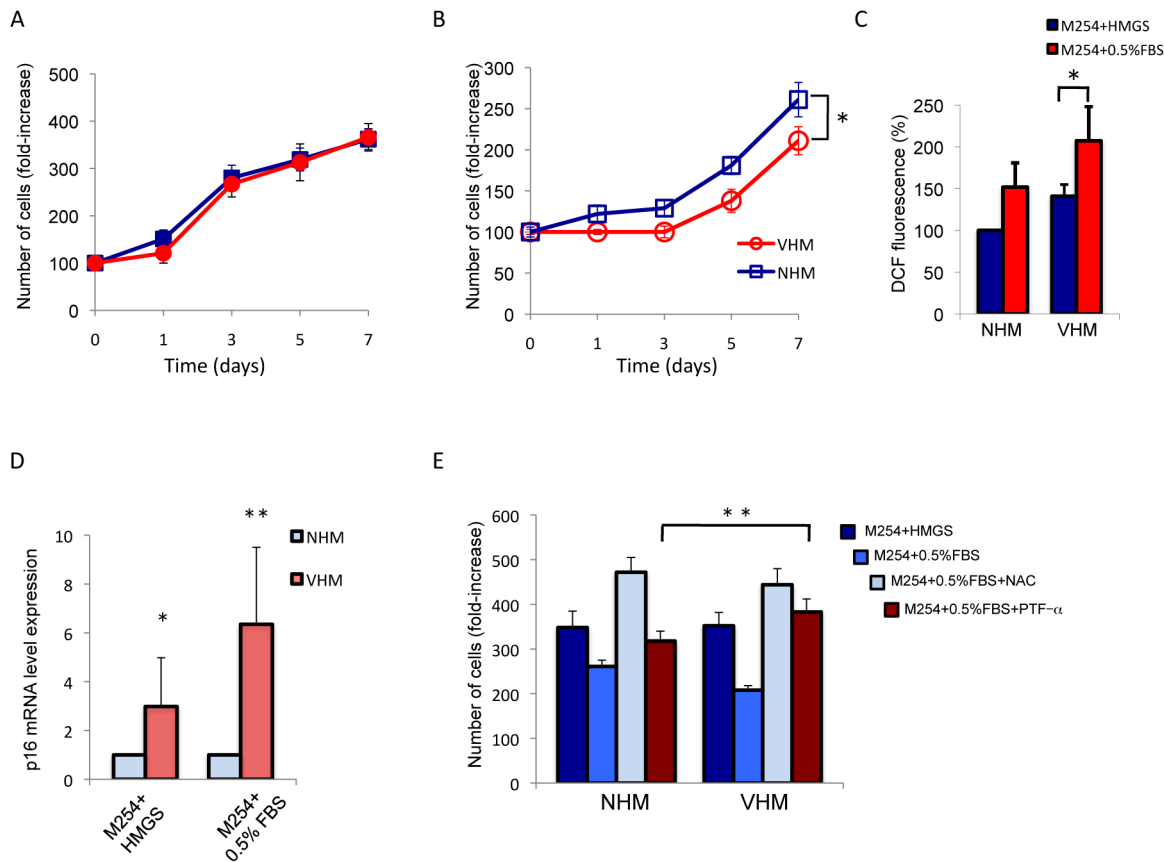 A
Number of cells (fold-increase)
500
400
300
200
100
0
0 1 3 5 7
Time (days)
B
Number of cells (fold-increase)
300
250
200
150
100
50
0
*
VHM
NHM
0 1 3 5 7
Time (days)
C
M254+HMGS
M254+0.5%FBS
DCF fluorescence (%)
250
200
150
100
50
0
*
NHM VHM
D
p16 mRNA level expression
10
8
6
4
2
0
*
**
NHM
VHM
M254+
HMGS
M254+
0.5% FBS
E
Number of cells (fold-increase)
600
500
400
300
200
100
0
**
M254+HMGS
M254+0.5%FBS
M254+0.5%FBS+NAC
M254+0.5%FBS+PTF-α
NHM VHM